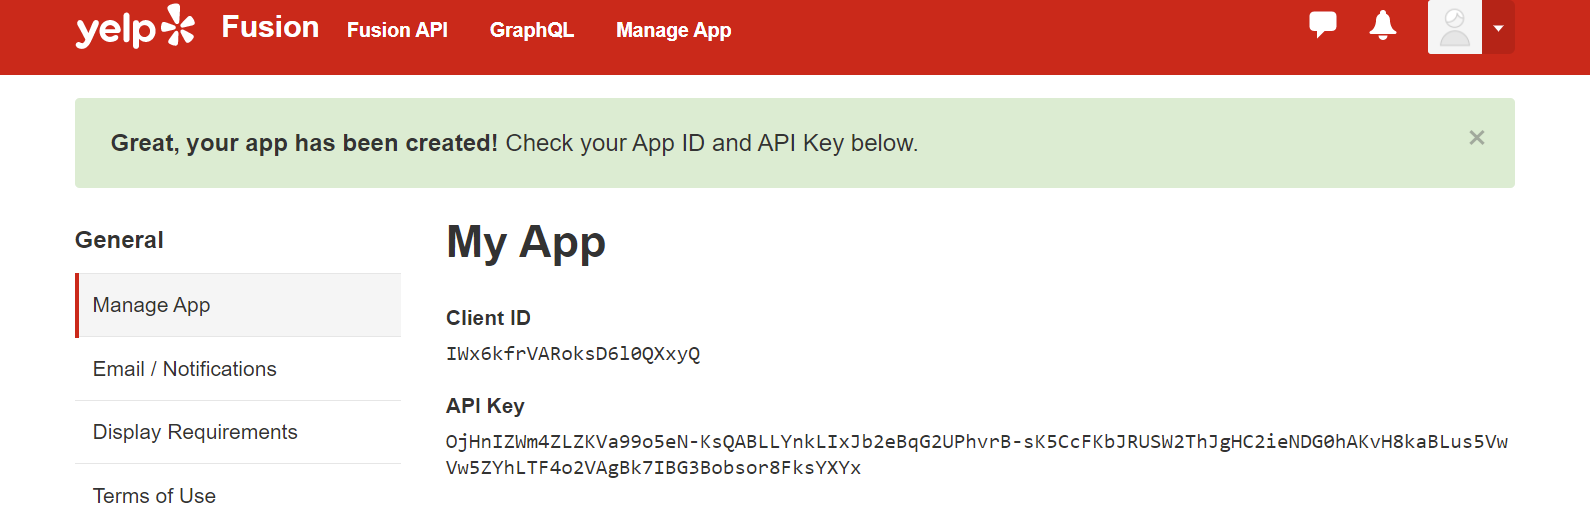 yelp Fusion Fusion API GraphQL Manage App
Great, your app has been created! Check your App ID and API Key below. ×
General
Manage App
Email / Notifications
Display Requirements
Terms of Use
My App
Client ID
IWx6kfrVARoksD6l0QXxyQ
API Key
OjHnIZWm4ZLZKVa99o5eN-KsQABLLYnkLIxJb2eBqG2UPhvrB-sK5CcFKbJRUSW2ThJgHC2ieNDG0hAKvH8kaBLus5Vw
Vw5ZYhLTF4o2VAgBk7IBG3Bobsor8FksYXYx